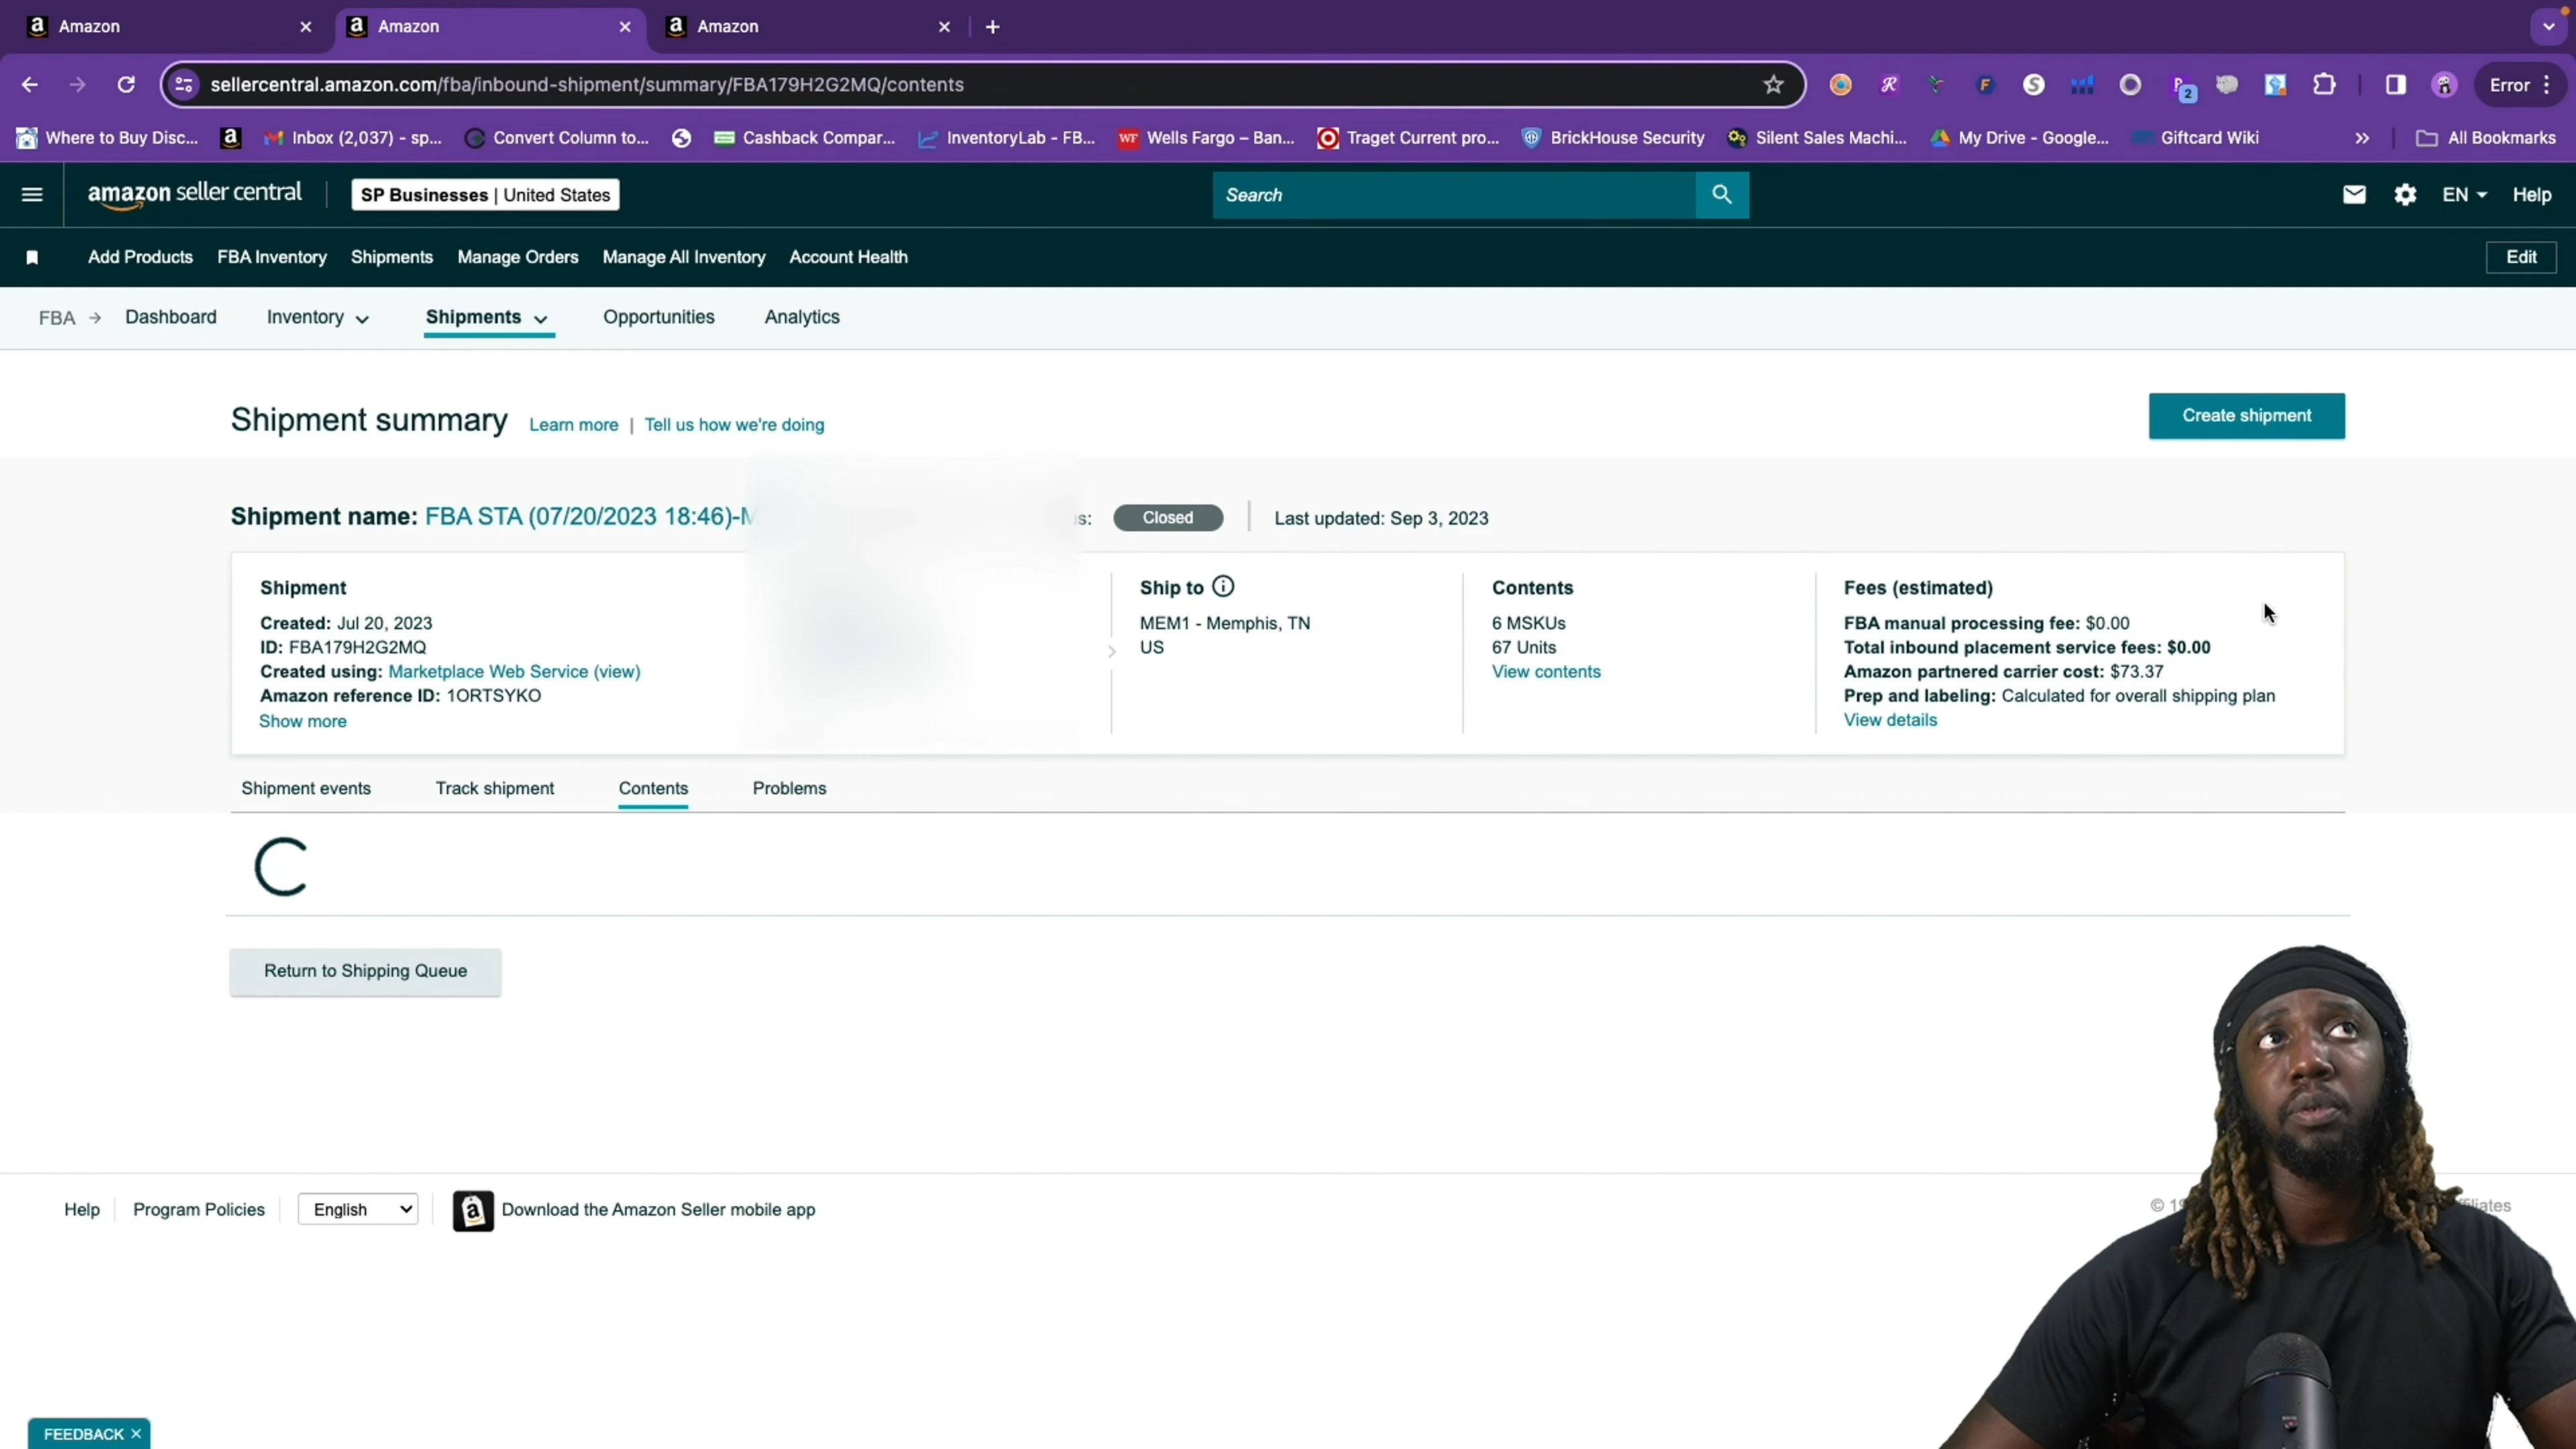 Amazon
Amazon
Amazon
sellercentral.amazon.com/fba/inbound-shipment/summary/FBA179H2G2MQ/contents
2
Error
Where to Buy Disc...
Inbox (2,037) - sp...
Convert Column to...
Cashback Compar...
InventoryLab - FB...
WF
Wells Fargo – Ban...
Traget Current pro...
BrickHouse Security
Silent Sales Machi...
My Drive - Google...
Giftcard Wiki
All Bookmarks
amazon seller central
SP Businesses | United States
Search
EN
Help
Add Products
FBA Inventory
Shipments
Manage Orders
Manage All Inventory
Account Health
Edit
FBA
Dashboard
Inventory
Shipments
Opportunities
Analytics
Shipment summary
Learn more | Tell us how we're doing
Create shipment
Shipment name: FBA STA (07/20/2023 18:46)-M
s:
Closed
Last updated: Sep 3, 2023
Shipment
Created: Jul 20, 2023
ID: FBA179H2G2MQ
Created using: Marketplace Web Service (view)
Amazon reference ID: 1ORTSYKO
Show more
Ship to
MEM1 - Memphis, TN
US
Contents
6 MSKUs
67 Units
View contents
Fees (estimated)
FBA manual processing fee: $0.00
Total inbound placement service fees: $0.00
Amazon partnered carrier cost: $73.37
Prep and labeling: Calculated for overall shipping plan
View details
Shipment events
Track shipment
Contents
Problems
Return to Shipping Queue
Help
Program Policies
English
Download the Amazon Seller mobile app
FEEDBACK